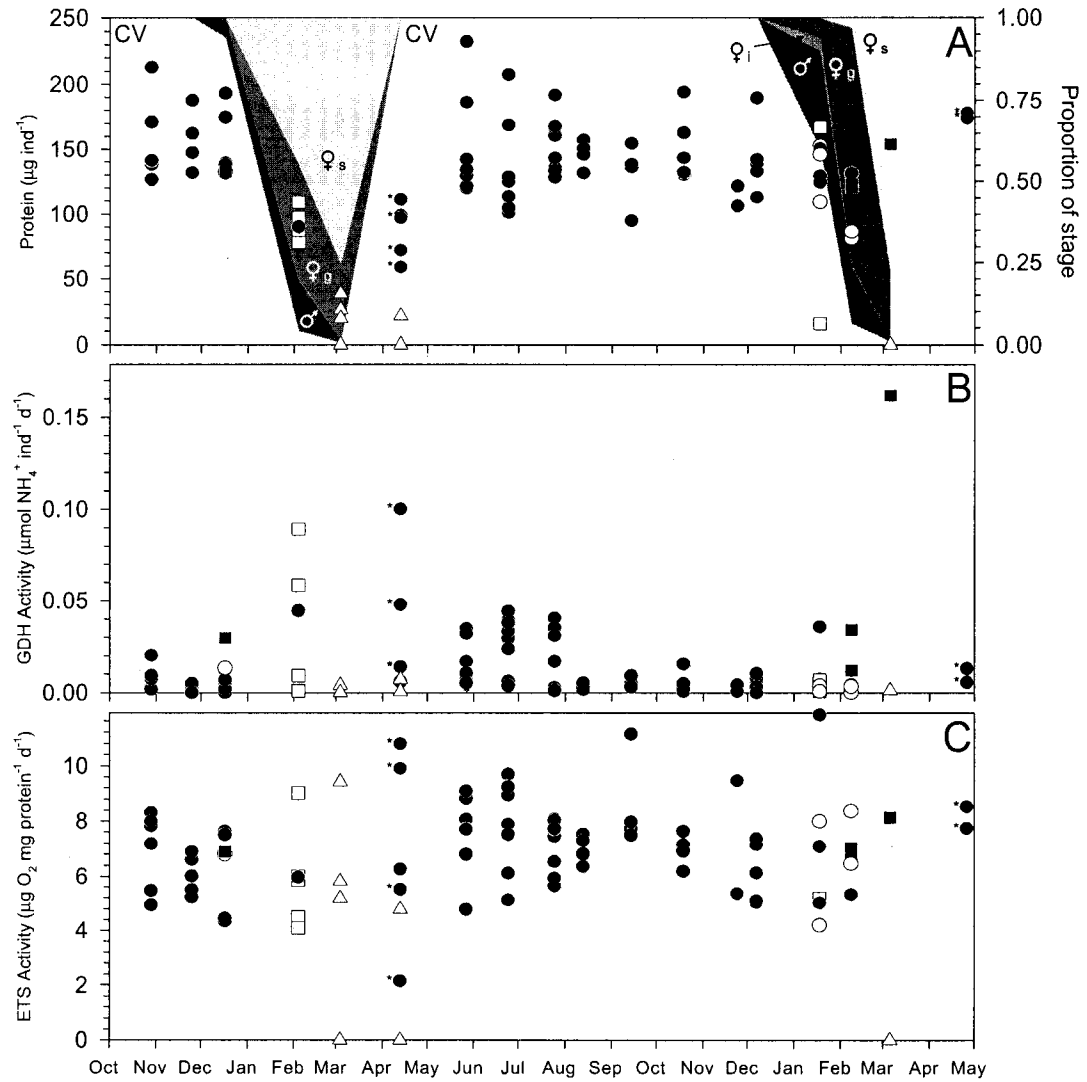 CV
CV
A
♀i
♂
♀g
♀s
♀s
♀g
♂
Protein (µg ind⁻¹)
250
200
150
100
50
0
Proportion of stage
1.00
0.75
0.50
0.25
0.00
B
GDH Activity (µmol NH₄⁺ ind⁻¹ d⁻¹)
0.15
0.10
0.05
0.00
C
ETS Activity (µg O₂ mg protein⁻¹ d⁻¹)
10
8
6
4
2
0
Oct Nov Dec Jan Feb Mar Apr May Jun Jul Aug Sep Oct Nov Dec Jan Feb Mar Apr May